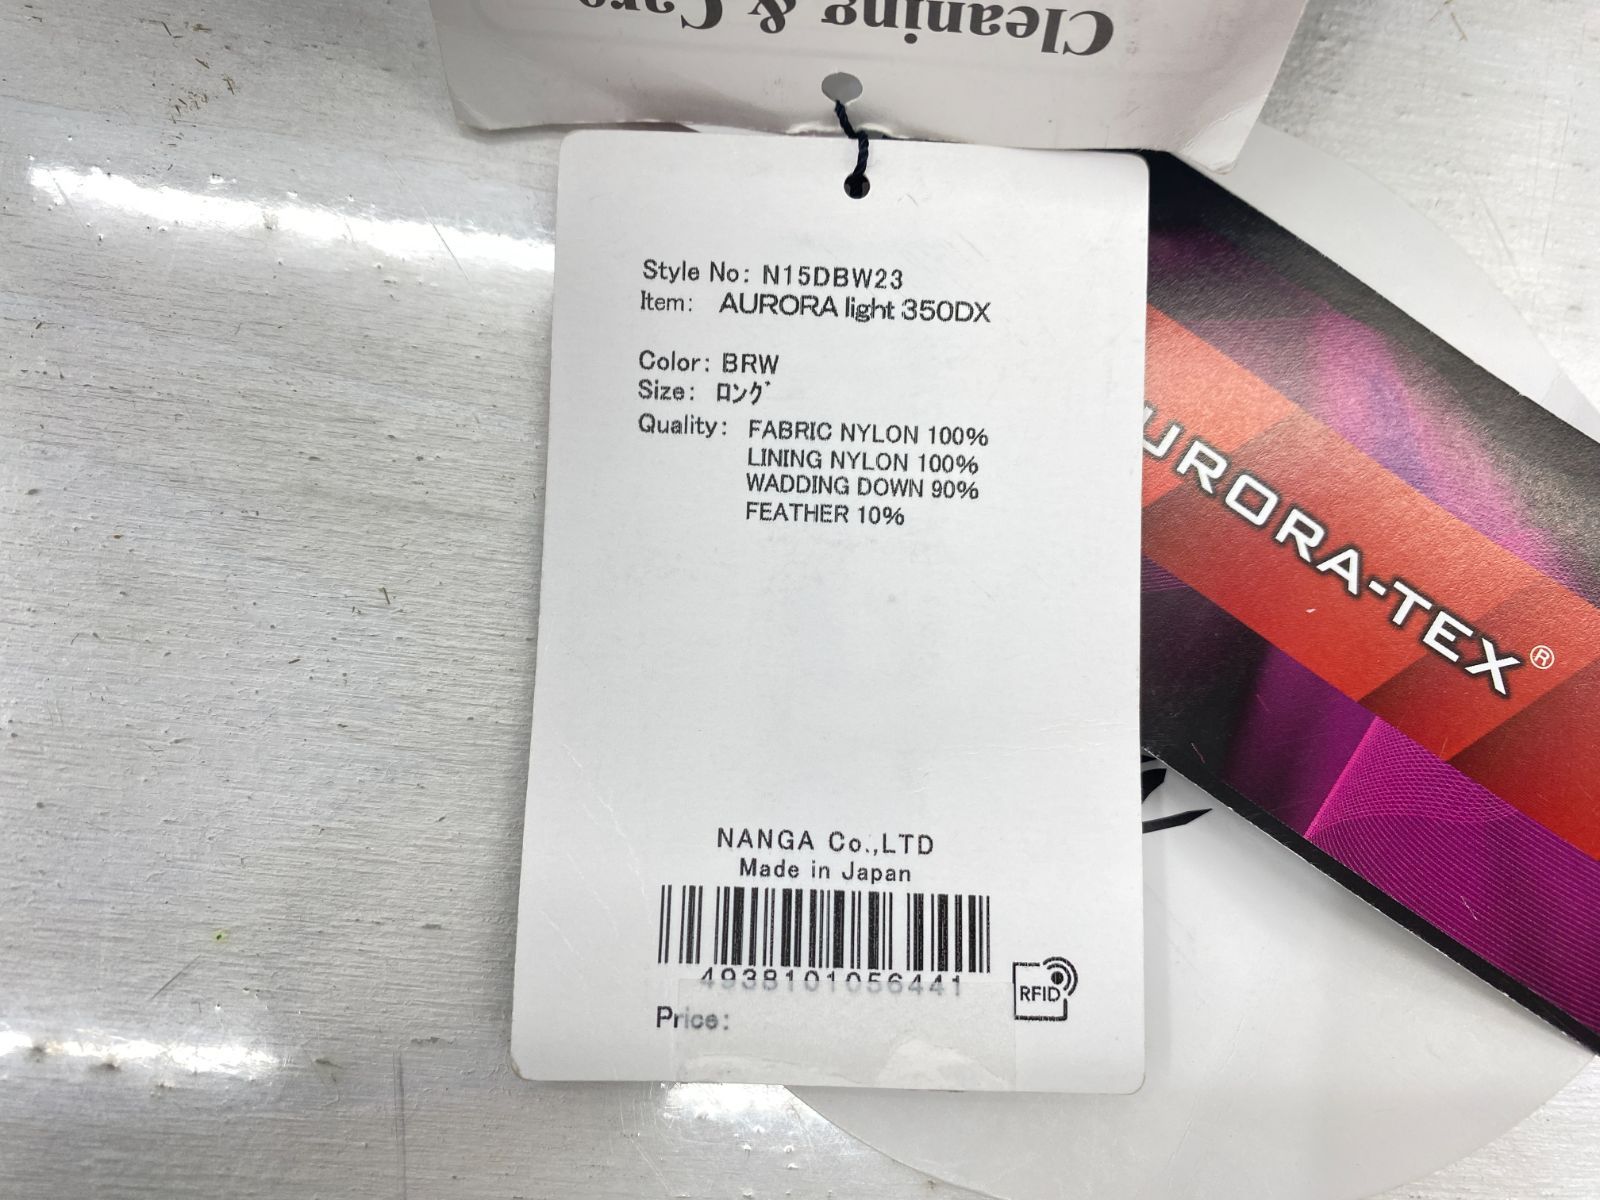 Cleaning & Care
Style No: N15DBW23
Item: AURORA light 350DX
Color: BRW
Size: ﾛﾝｸﾞ
Quality: FABRIC NYLON 100%
LINING NYLON 100%
WADDING DOWN 90%
FEATHER 10%
URORA-TEX®
NANGA Co.,LTD
Made in Japan
4938101056441
RFID
Price: